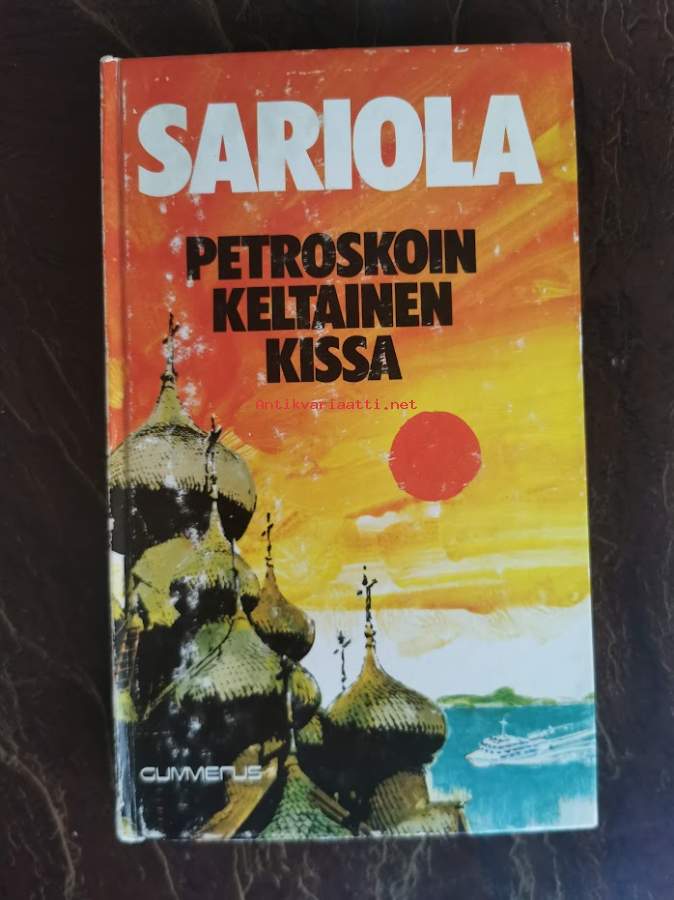 SARIOLA
PETROSKOIN
KELTAINEN
KISSA
Antikvariaatti.net
GUMMERUS